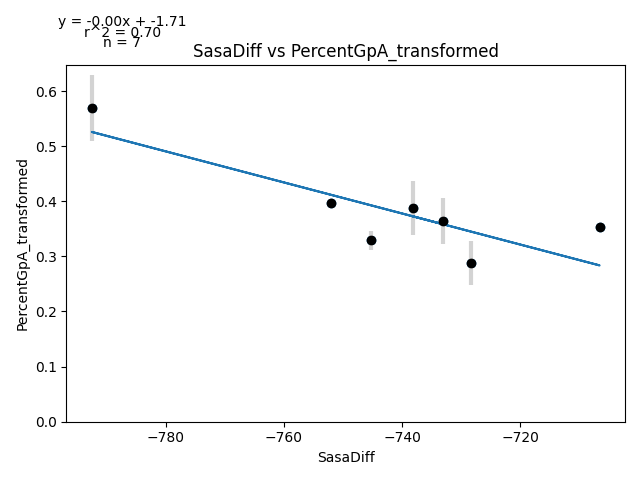 y = -0.00x + -1.71
r^2 = 0.70
n = 7
SasaDiff vs PercentGpA_transformed
0.6
0.5
0.4
0.3
0.2
0.1
0.0
PercentGpA_transformed
−780
−760
−740
−720
SasaDiff